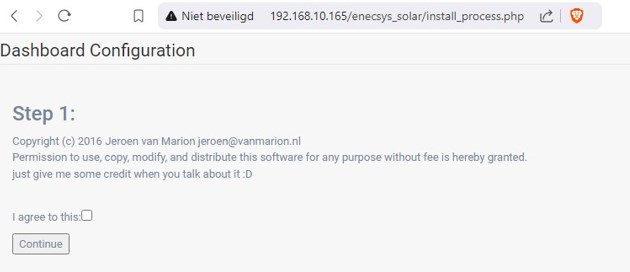 Niet beveiligd 192.168.10.165/enecsys_solar/install_process.php
Dashboard Configuration
Step 1:
Copyright (c) 2016 Jeroen van Marion jeroen@vanmarion.nl
Permission to use, copy, modify, and distribute this software for any purpose without fee is hereby granted.
just give me some credit when you talk about it :D
I agree to this:
Continue